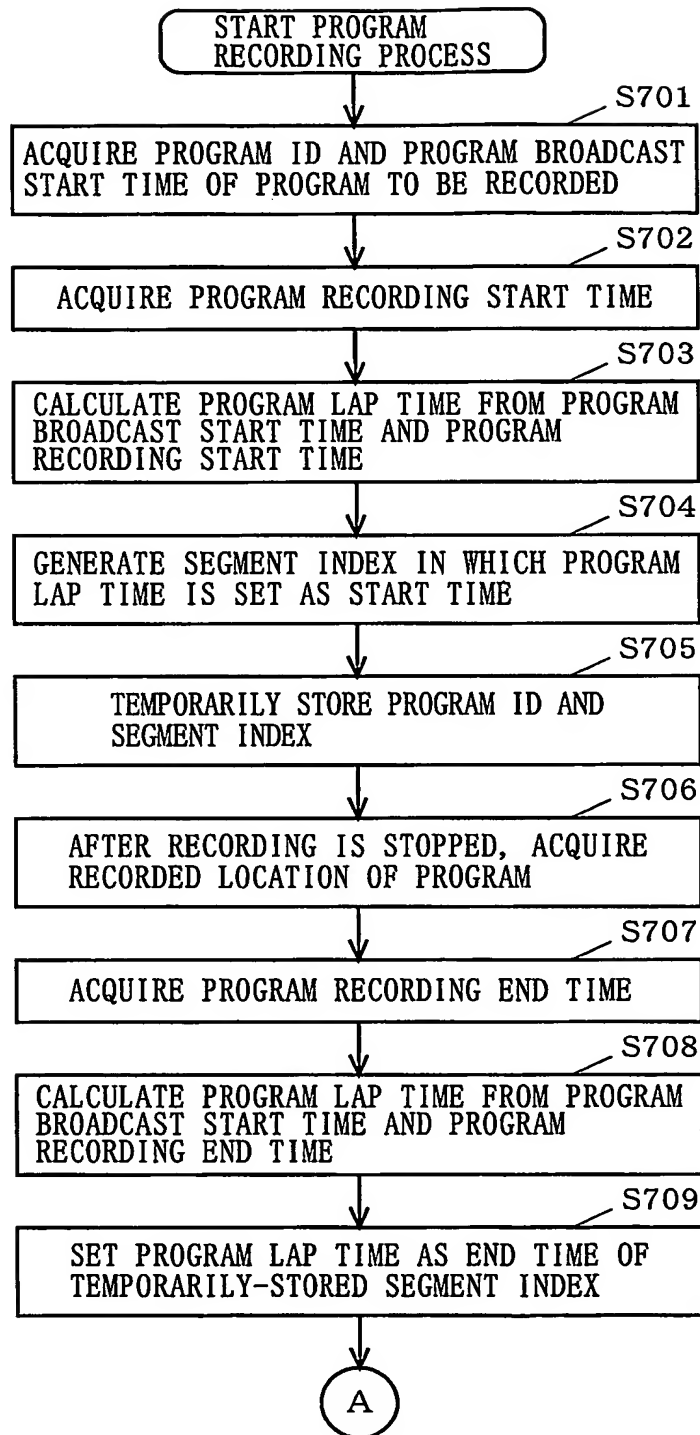 START PROGRAM
RECORDING PROCESS
S701
ACQUIRE PROGRAM ID AND PROGRAM BROADCAST
START TIME OF PROGRAM TO BE RECORDED
S702
ACQUIRE PROGRAM RECORDING START TIME
S703
CALCULATE PROGRAM LAP TIME FROM PROGRAM
BROADCAST START TIME AND PROGRAM
RECORDING START TIME
S704
GENERATE SEGMENT INDEX IN WHICH PROGRAM
LAP TIME IS SET AS START TIME
S705
TEMPORARILY STORE PROGRAM ID AND
SEGMENT INDEX
S706
AFTER RECORDING IS STOPPED, ACQUIRE
RECORDED LOCATION OF PROGRAM
S707
ACQUIRE PROGRAM RECORDING END TIME
S708
CALCULATE PROGRAM LAP TIME FROM PROGRAM
BROADCAST START TIME AND PROGRAM
RECORDING END TIME
S709
SET PROGRAM LAP TIME AS END TIME OF
TEMPORARILY-STORED SEGMENT INDEX
A